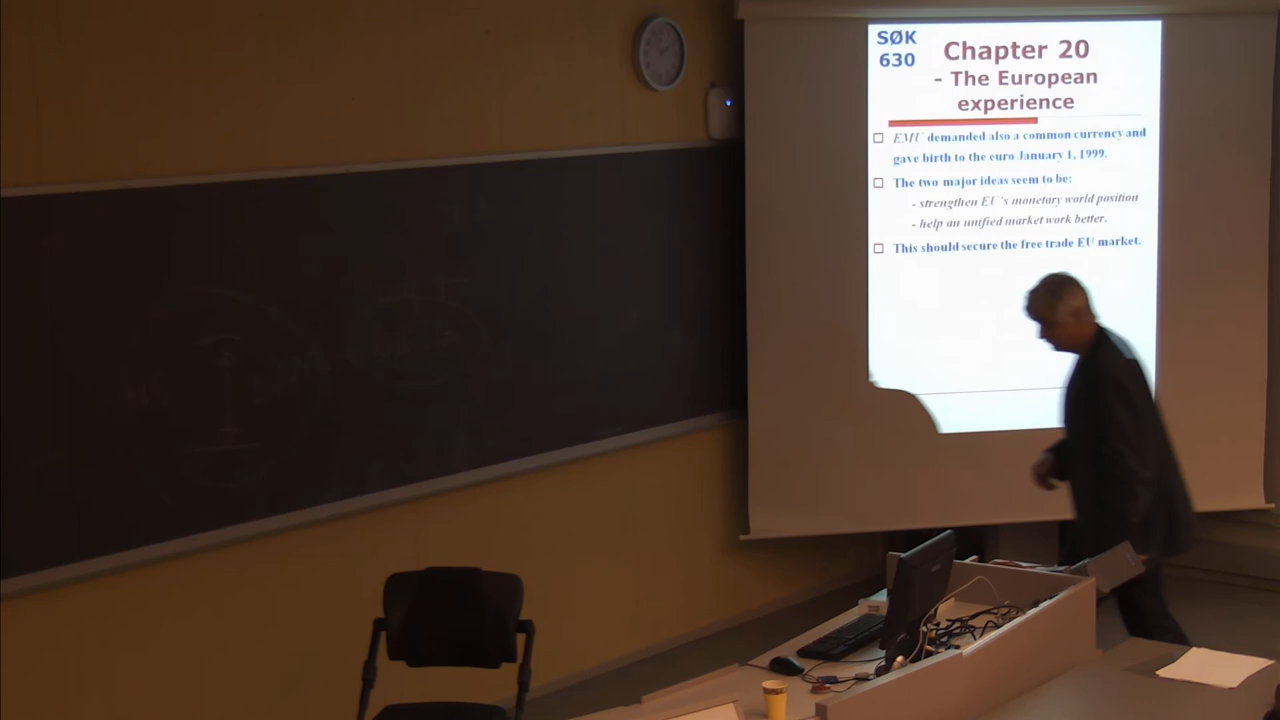 SØK
630
Chapter 20
- The European
experience
EMU demanded also a common currency and
gave birth to the euro January 1, 1999.
The two major ideas seem to be:
- strengthen EU's monetary world position
- help an unified market work better.
This should secure the free trade EU market.